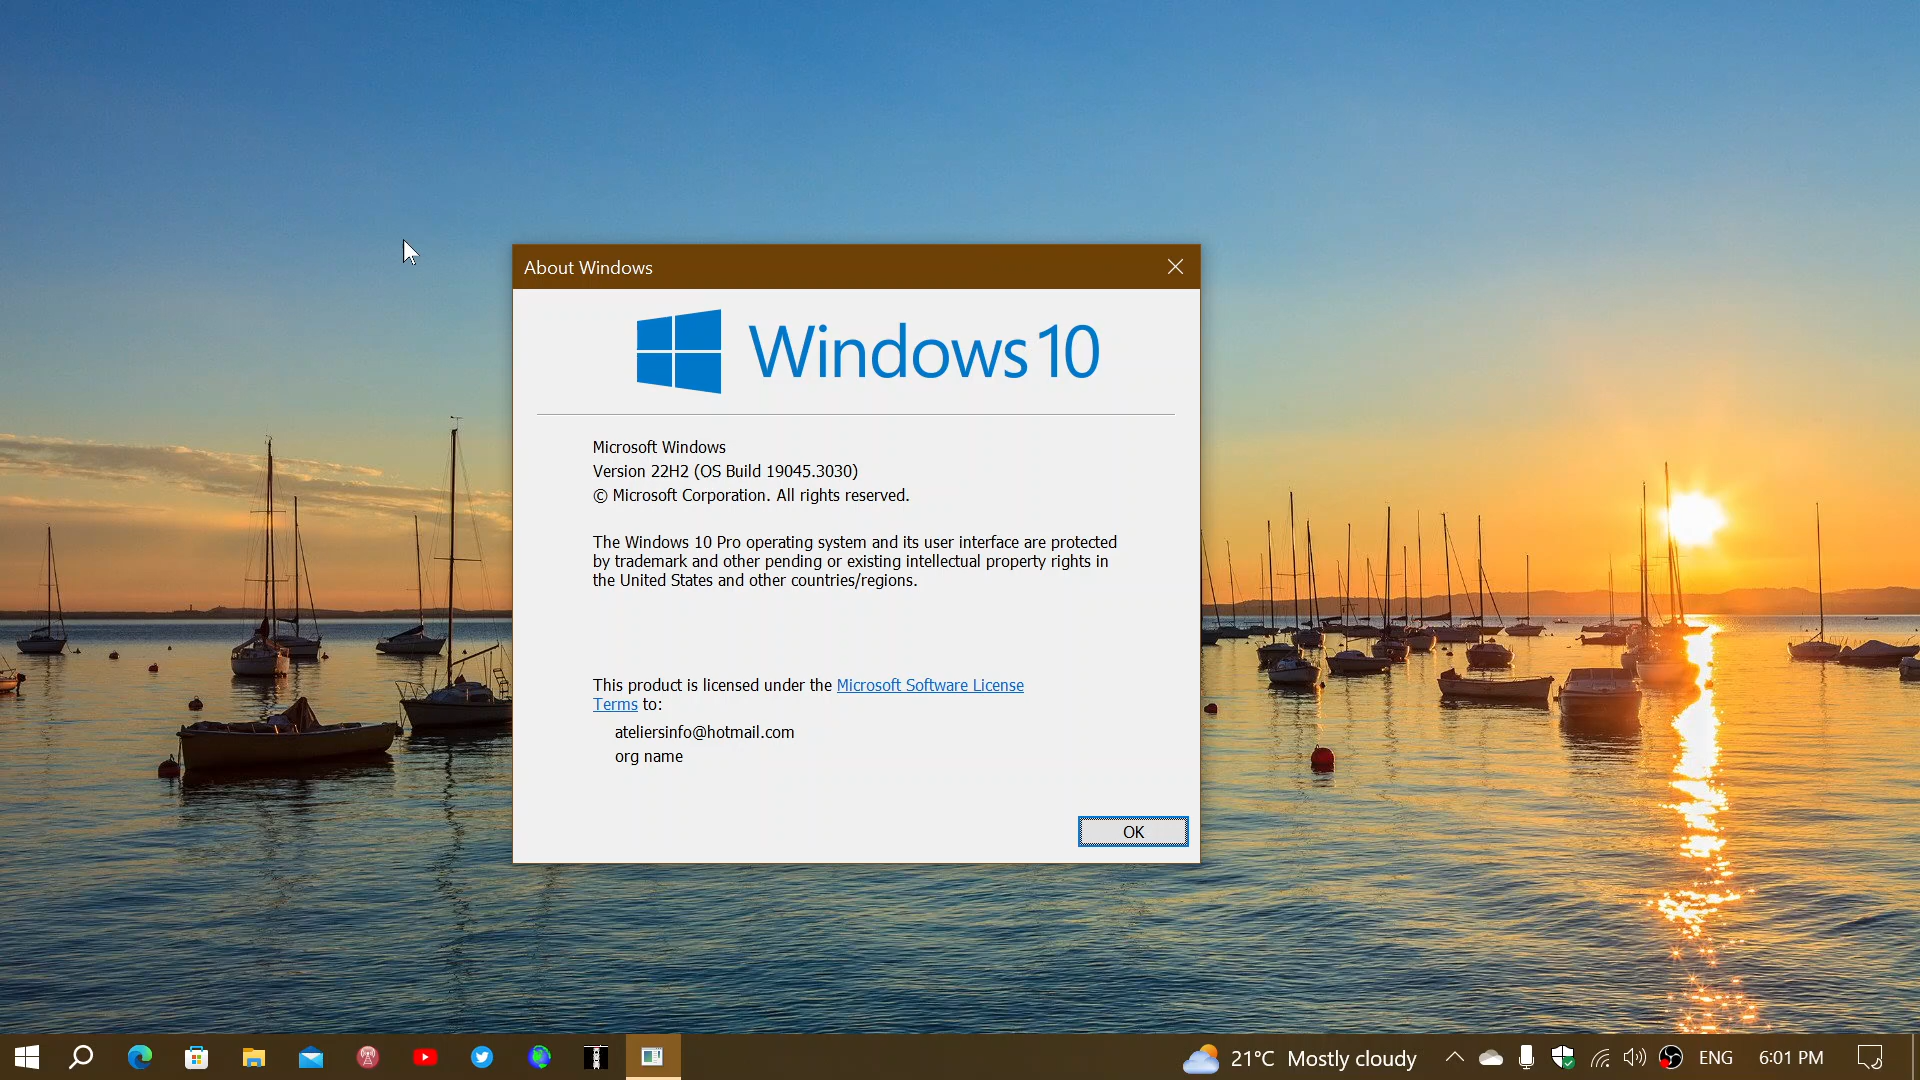 About Windows
Windows 10
Microsoft Windows
Version 22H2 (OS Build 19045.3030)
© Microsoft Corporation. All rights reserved.
The Windows 10 Pro operating system and its user interface are protected
by trademark and other pending or existing intellectual property rights in
the United States and other countries/regions.
This product is licensed under the Microsoft Software License
Terms to:
ateliersinfo@hotmail.com
org name
OK
21°C Mostly cloudy
ENG
6:01 PM